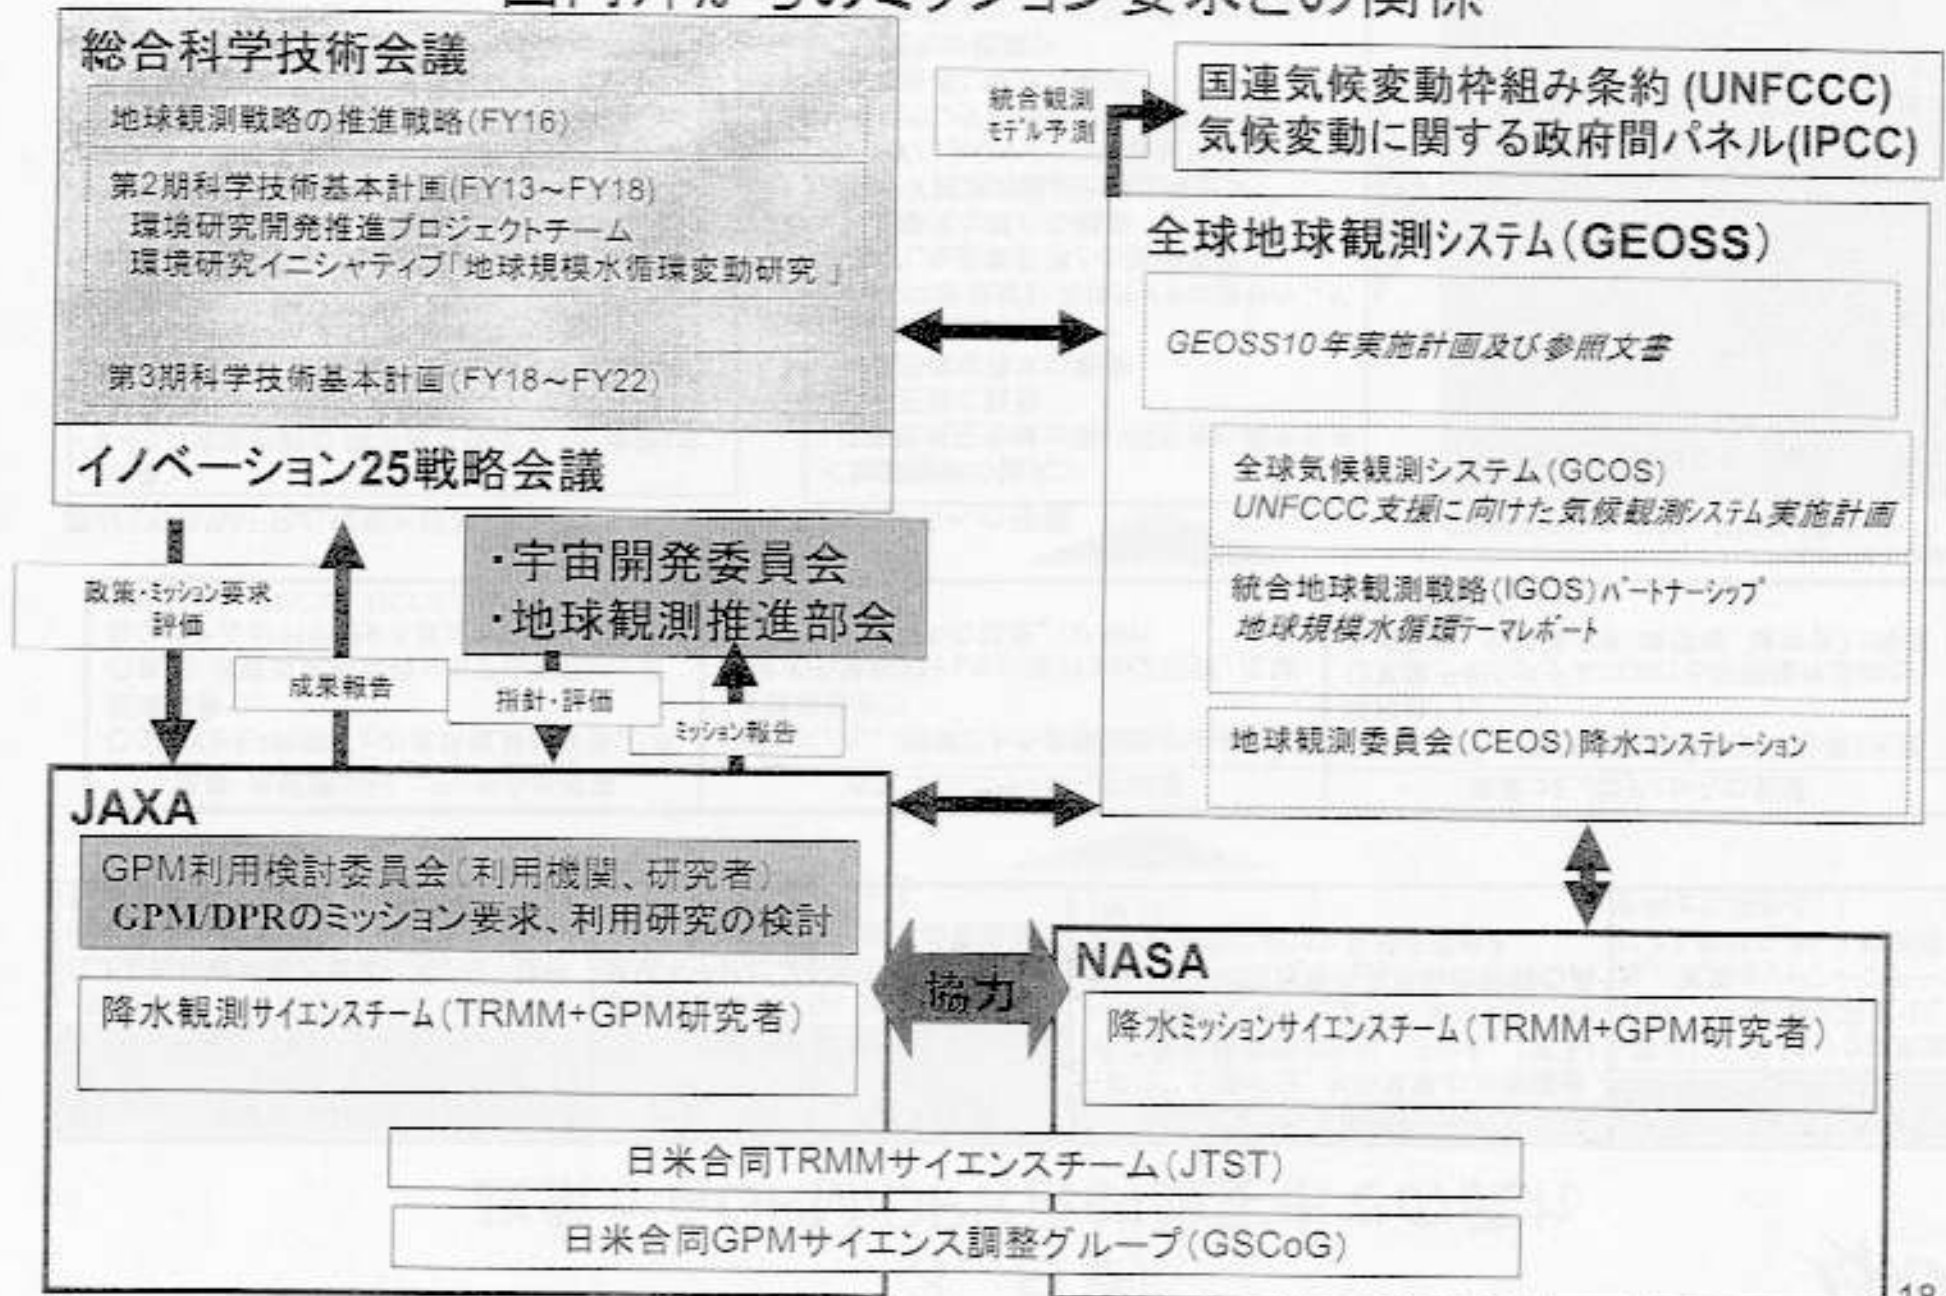 らのミッション要求との関係
総合科学技術会議
地球観測戦略の推進戦略(FY16)
第2期科学技術基本計画(FY13～FY18)
環境研究開発推進プロジェクトチーム
環境研究イニシャティブ「地球規模水循環変動研究」
第3期科学技術基本計画(FY18～FY22)
イノベーション25戦略会議
統合観測
モデル予測
国連気候変動枠組み条約 (UNFCCC)
気候変動に関する政府間パネル(IPCC)
全球地球観測システム(GEOSS)
GEOSS10年実施計画及び参照文書
全球気候観測システム(GCOS)
UNFCCC支援に向けた気候観測システム実施計画
統合地球観測戦略(IGOS)パートナーシップ
地球規模水循環テーマレポート
地球観測委員会(CEOS)降水コンステレーション
政策・ミッション要求
評価
成果報告
・宇宙開発委員会
・地球観測推進部会
指針・評価
ミッション報告
JAXA
GPM利用検討委員会(利用機関、研究者)
GPM/DPRのミッション要求、利用研究の検討
降水観測サイエンスチーム(TRMM+GPM研究者)
協力
NASA
降水ミッションサイエンスチーム(TRMM+GPM研究者)
日米合同TRMMサイエンスチーム(JTST)
日米合同GPMサイエンス調整グループ(GSCoG)
18